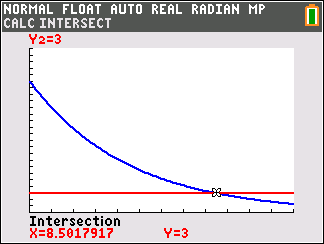 NORMAL FLOAT AUTO REAL RADIAN MP
CALC INTERSECT
Y2=3
Intersection
X=8.5017917 Y=3